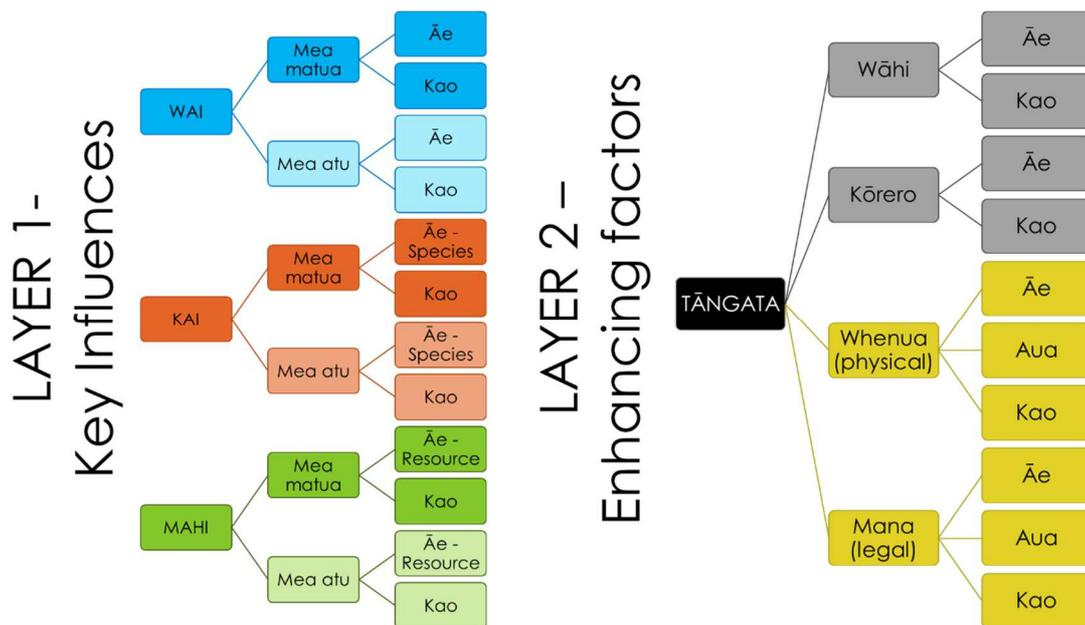 LAYER 1-
Key Influences
WAI
Mea
matua
Āe
Kao
Mea atu
Āe
Kao
KAI
Mea
matua
Āe -
Species
Kao
Mea atu
Āe -
Species
Kao
MAHI
Mea
matua
Āe -
Resource
Kao
Mea atu
Āe -
Resource
Kao
LAYER 2 –
Enhancing factors
TĀNGATA
Wāhi
Āe
Kao
Kōrero
Āe
Kao
Whenua
(physical)
Āe
Aua
Kao
Mana
(legal)
Āe
Aua
Kao